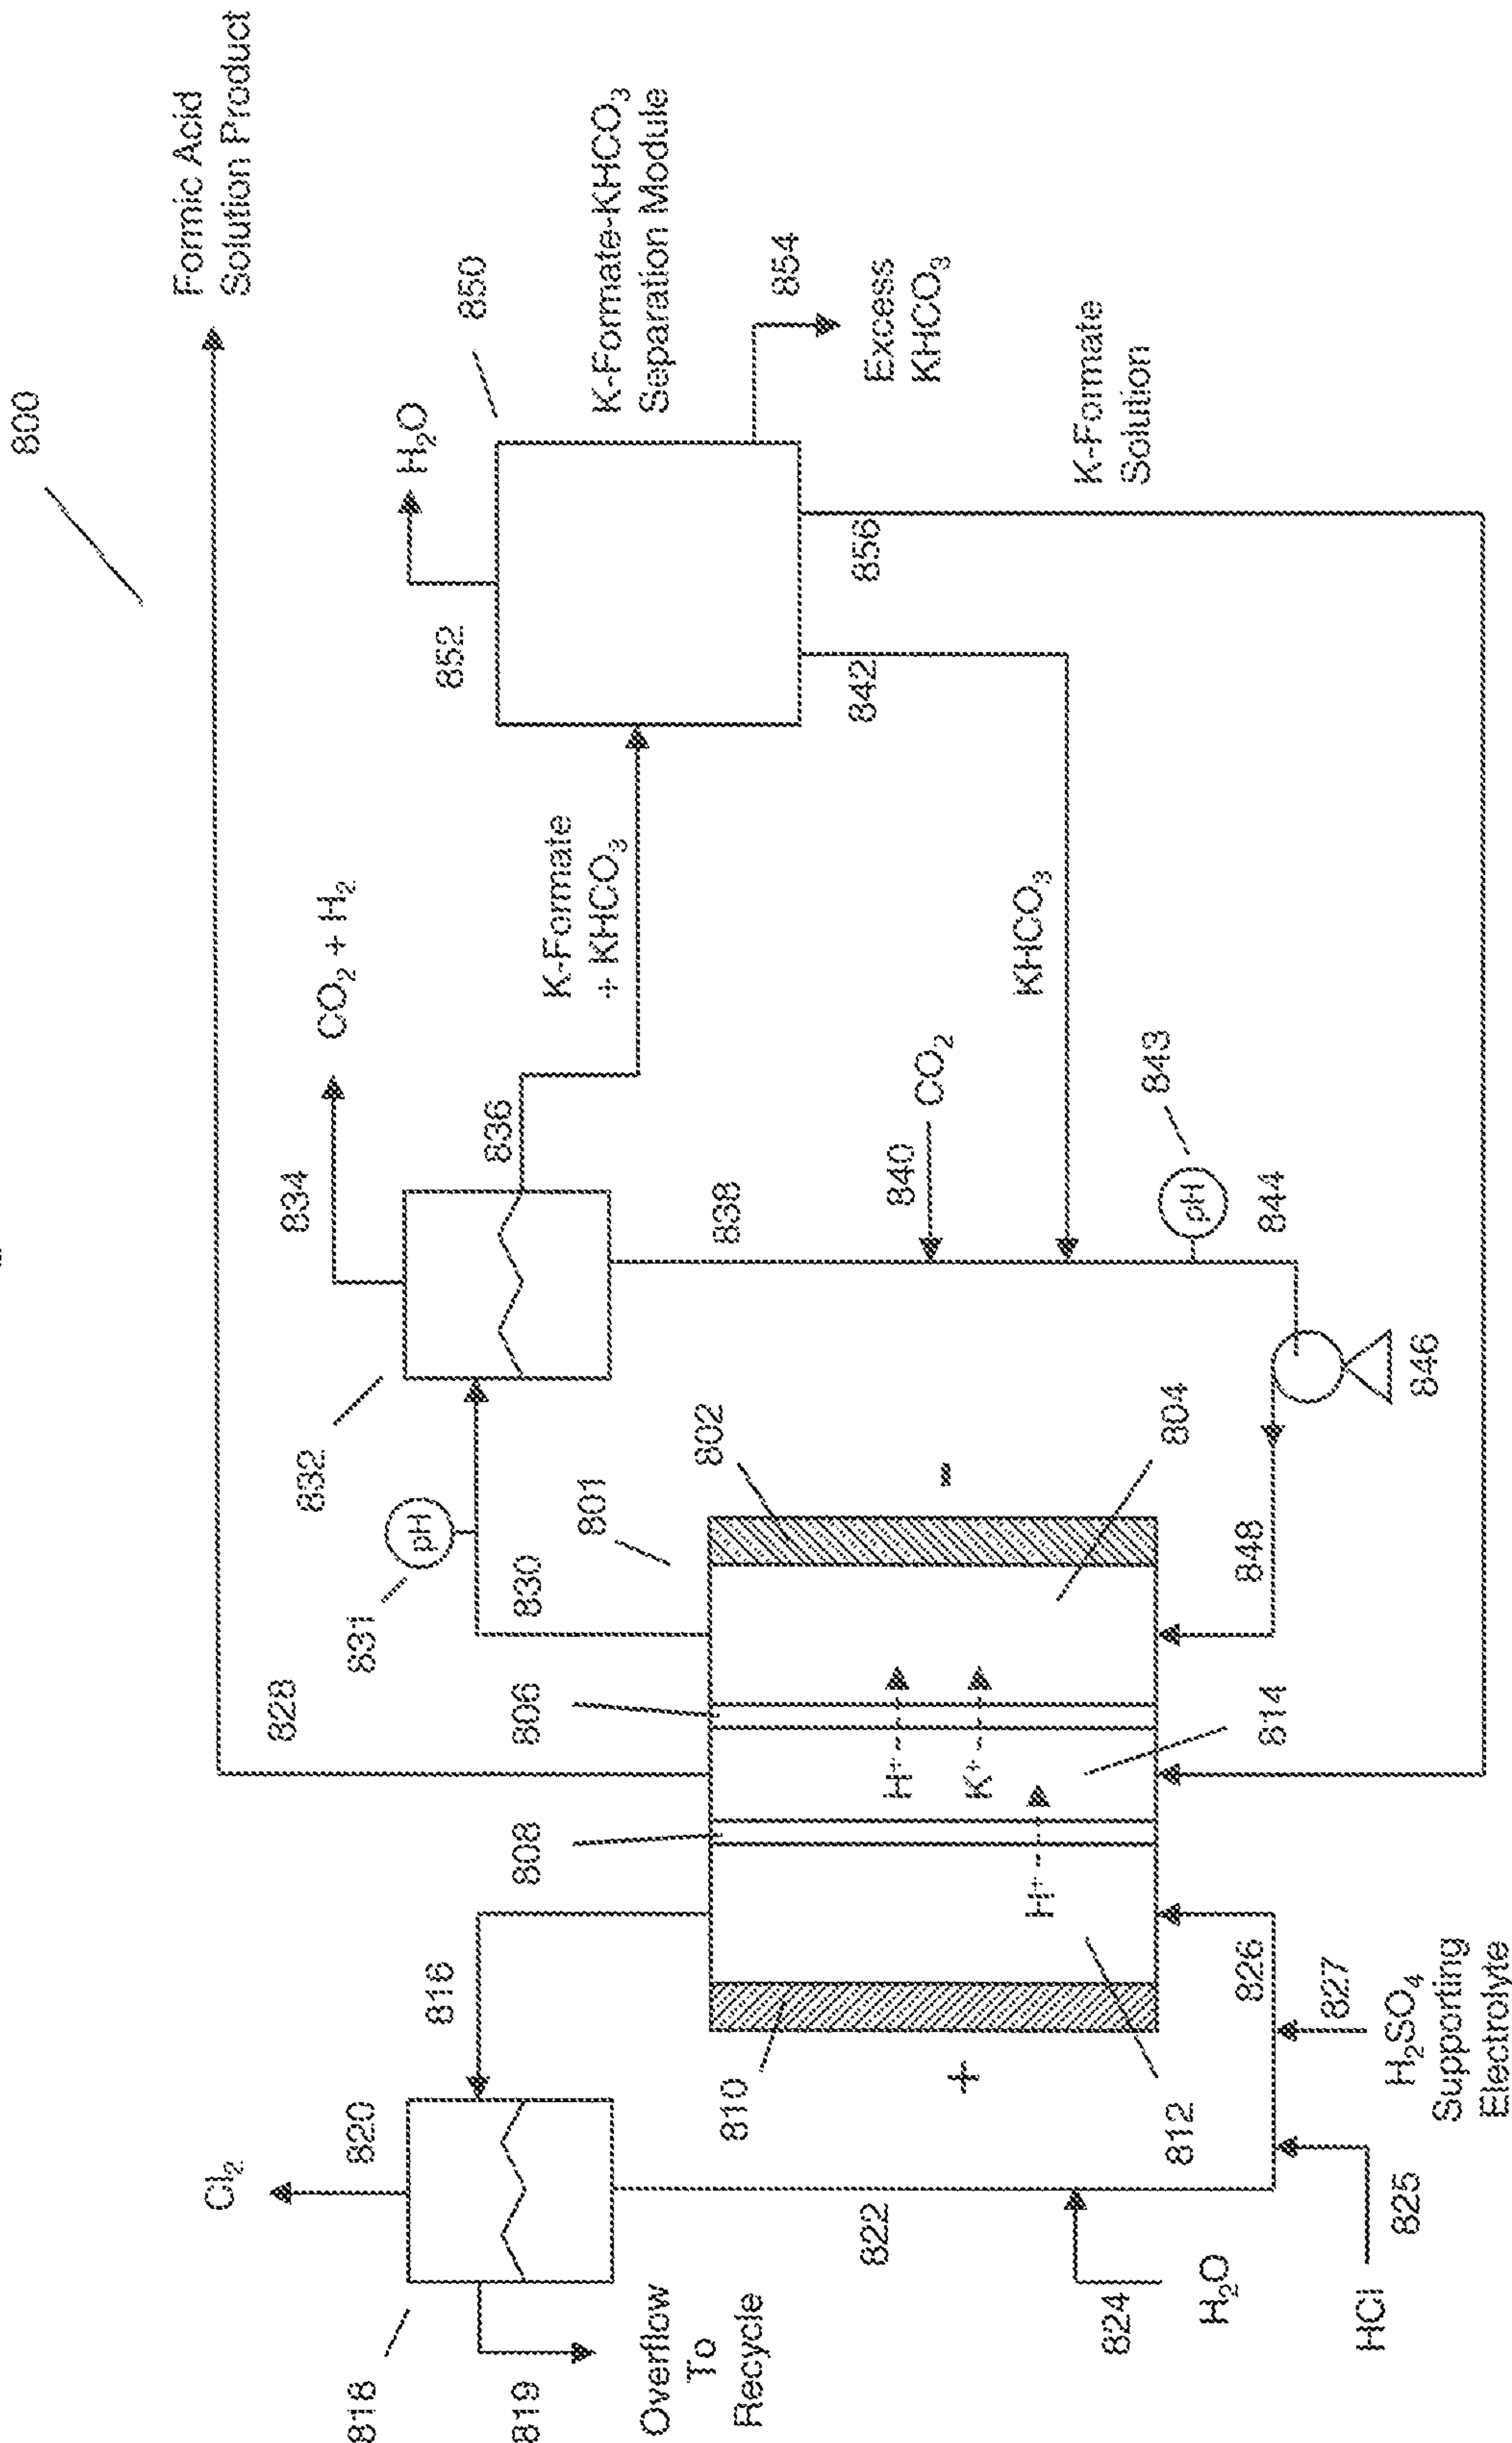 800
Formic Acid
Solution Product
828
CO₂ + H₂
834
832
831
pH
830
836
K-Formate
+ KHCO₃
H₂O
852
850
K-Formate-KHCO₃
Separation Module
854
Excess
KHCO₃
842
856
K-Formate
Solution
838
840
CO₂
KHCO₃
843
pH
844
846
848
801
802
804
806
808
H⁺
K⁺
H⁺
814
810
812
+
-
816
Cl₂
820
818
819
Overflow
To
Recycle
822
824
H₂O
826
825
HCl
827
H₂SO₄
Supporting
Electrolyte